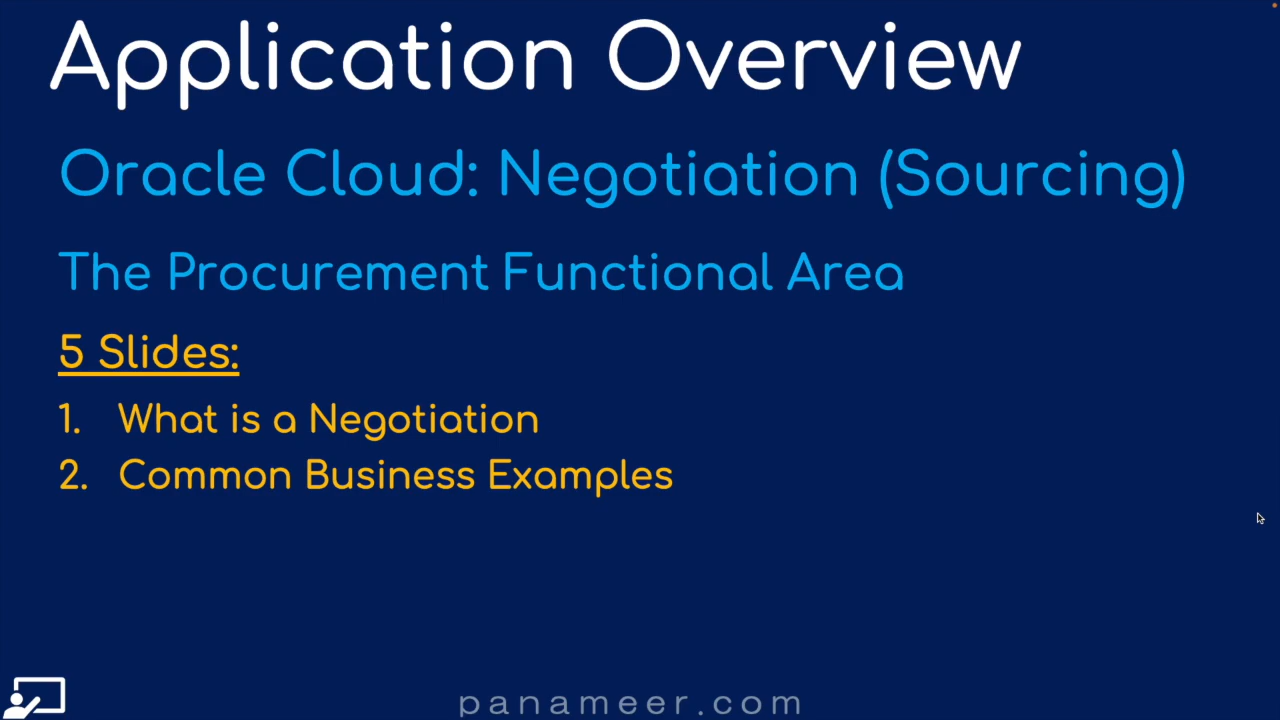 Application Overview
Oracle Cloud: Negotiation (Sourcing)
The Procurement Functional Area
5 Slides:
1. What is a Negotiation
2. Common Business Examples
panameer.com